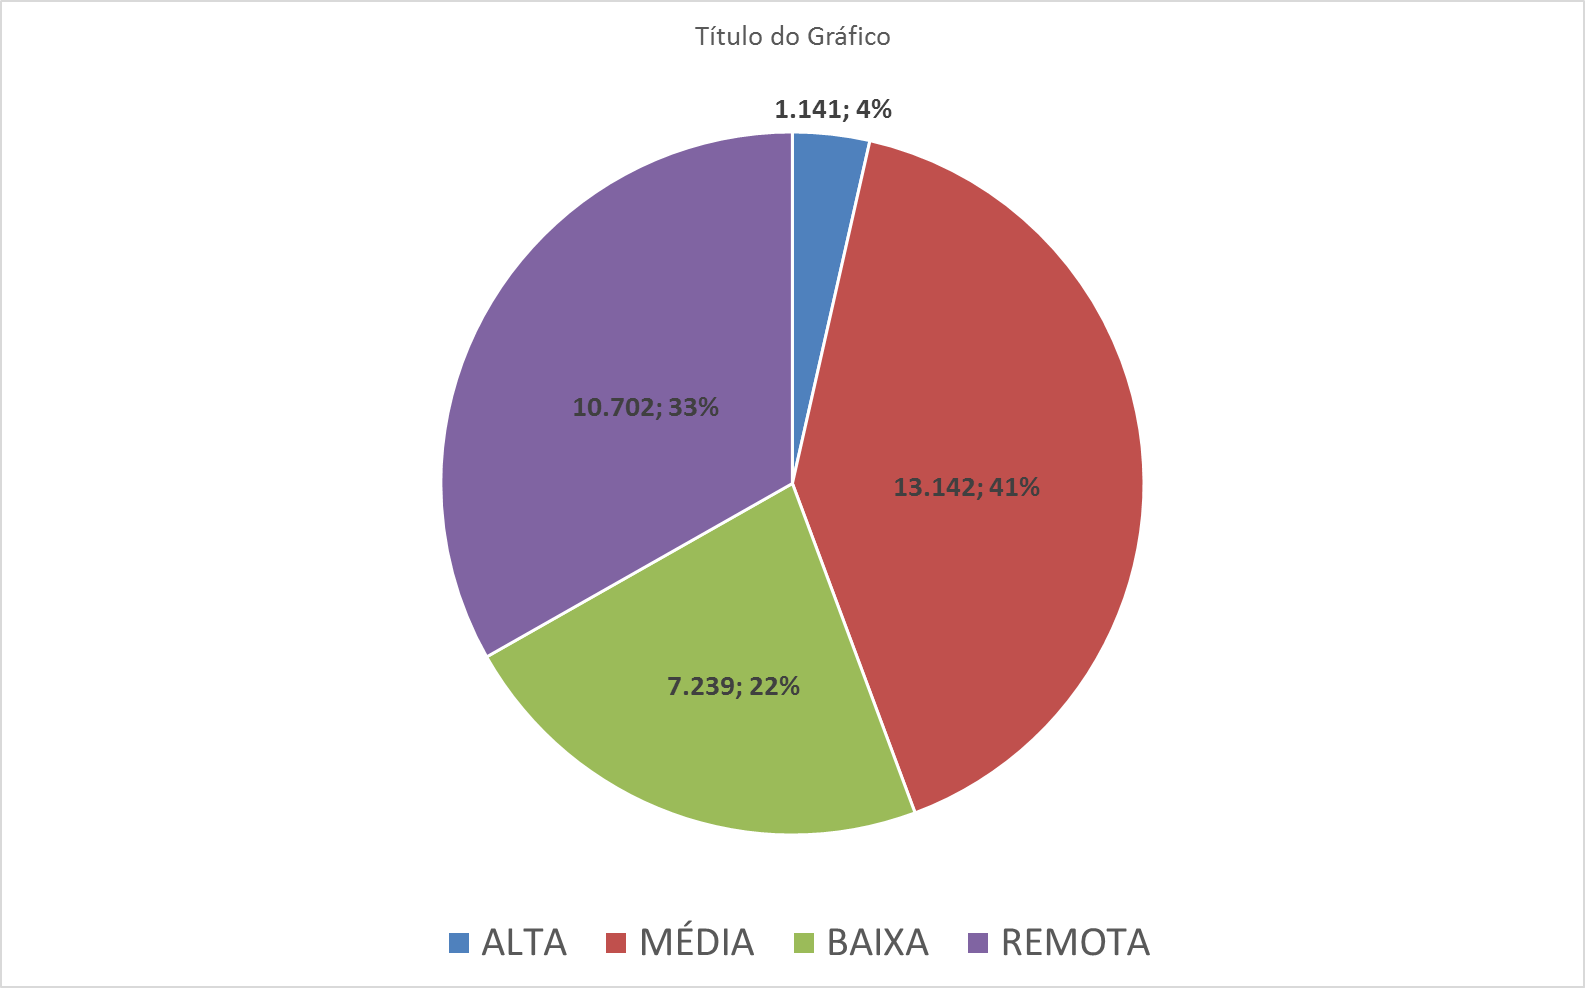 Título do Gráfico
1.141; 4%
10.702; 33%
13.142; 41%
7.239; 22%
ALTA MÉDIA BAIXA REMOTA